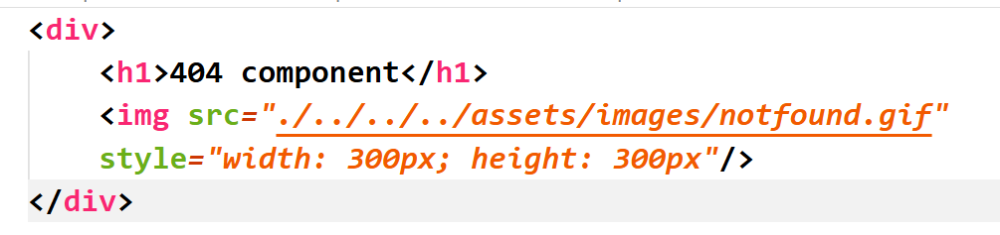 <div>
<h1>404 component</h1>
<img src="./../../../assets/images/notfound.gif"
style="width: 300px; height: 300px"/>
</div>